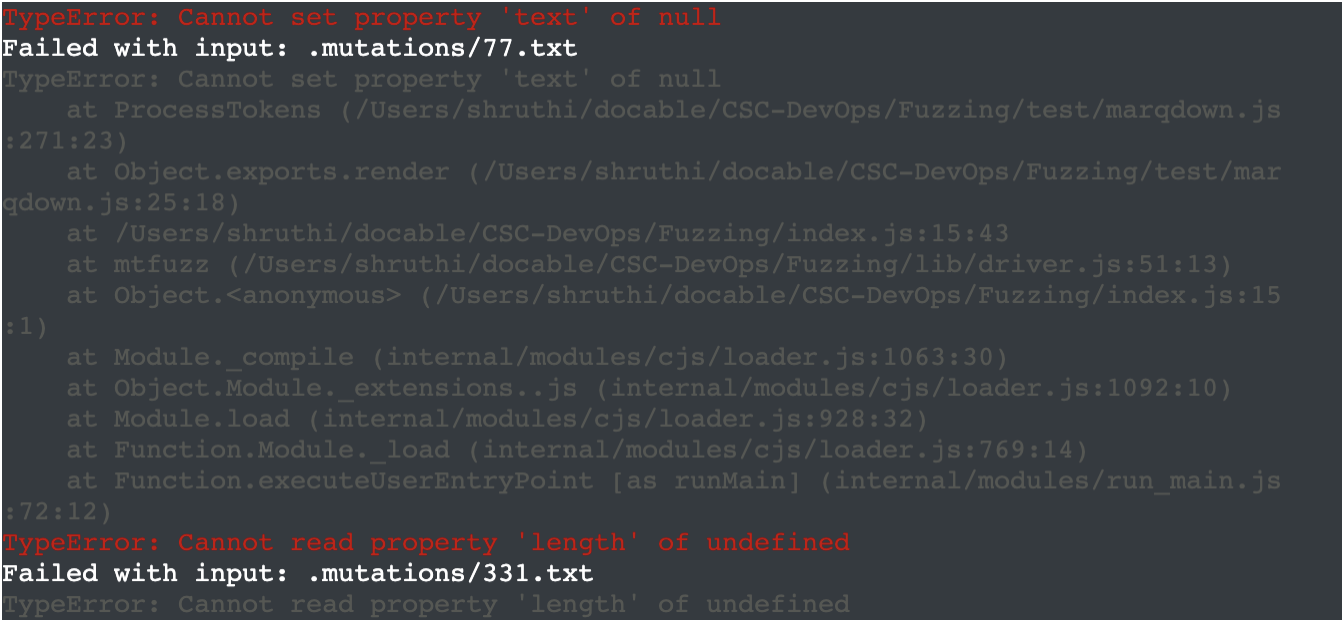 TypeError: Cannot set property 'text' of null
Failed with input: .mutations/77.txt
TypeError: Cannot set property 'text' of null
    at ProcessTokens (/Users/shruthi/docable/CSC-DevOps/Fuzzing/test/marqdown.js
:271:23)
    at Object.exports.render (/Users/shruthi/docable/CSC-DevOps/Fuzzing/test/mar
qdown.js:25:18)
    at /Users/shruthi/docable/CSC-DevOps/Fuzzing/index.js:15:43
    at mtfuzz (/Users/shruthi/docable/CSC-DevOps/Fuzzing/lib/driver.js:51:13)
    at Object.<anonymous> (/Users/shruthi/docable/CSC-DevOps/Fuzzing/index.js:15
:1)
    at Module._compile (internal/modules/cjs/loader.js:1063:30)
    at Object.Module._extensions..js (internal/modules/cjs/loader.js:1092:10)
    at Module.load (internal/modules/cjs/loader.js:928:32)
    at Function.Module._load (internal/modules/cjs/loader.js:769:14)
    at Function.executeUserEntryPoint [as runMain] (internal/modules/run_main.js
:72:12)
TypeError: Cannot read property 'length' of undefined
Failed with input: .mutations/331.txt
TypeError: Cannot read property 'length' of undefined